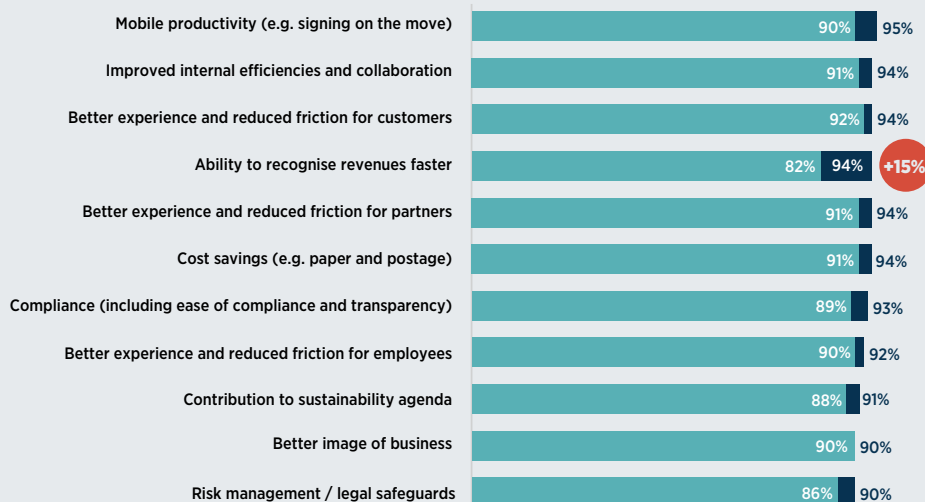 Mobile productivity (e.g. signing on the move) 90% 95%
Improved internal efficiencies and collaboration 91% 94%
Better experience and reduced friction for customers 92% 94%
Ability to recognise revenues faster 82% 94% +15%
Better experience and reduced friction for partners 91% 94%
Cost savings (e.g. paper and postage) 91% 94%
Compliance (including ease of compliance and transparency) 89% 93%
Better experience and reduced friction for employees 90% 92%
Contribution to sustainability agenda 88% 91%
Better image of business 90% 90%
Risk management / legal safeguards 86% 90%